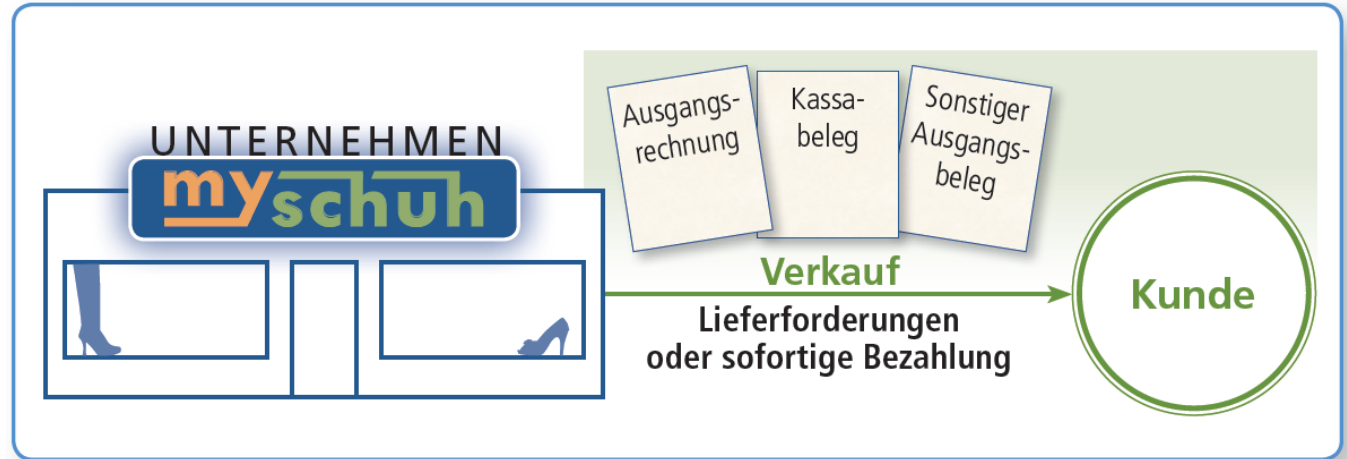 UNTERNEHMEN
myschuh
Ausgangs-
rechnung
Kassa-
beleg
Sonstiger
Ausgangs-
beleg
Verkauf
Lieferforderungen
oder sofortige Bezahlung
Kunde